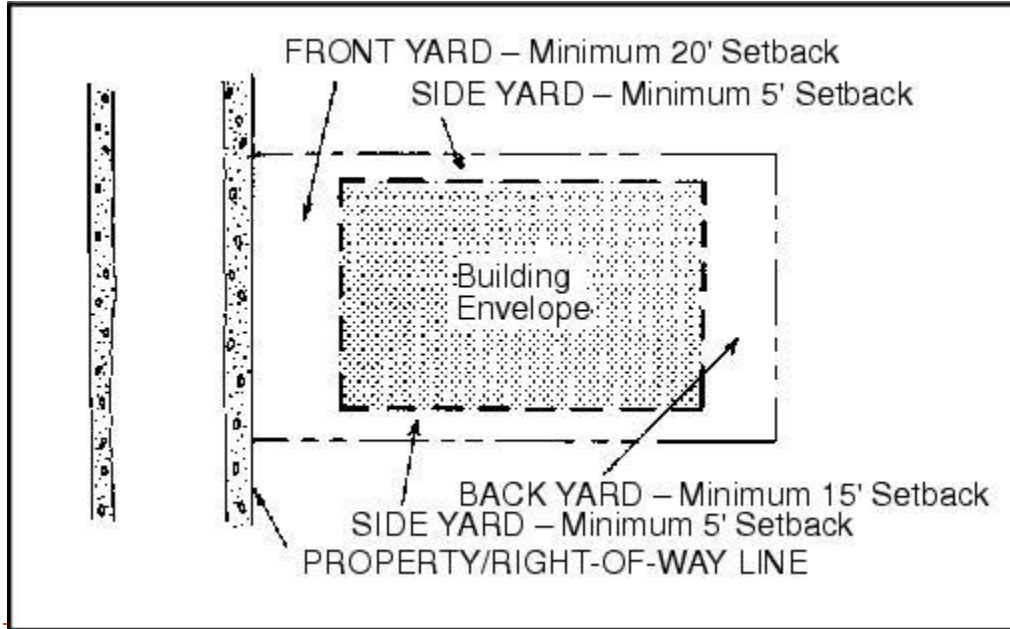 FRONT YARD – Minimum 20' Setback
SIDE YARD – Minimum 5' Setback
Building
Envelope
BACK YARD – Minimum 15' Setback
SIDE YARD – Minimum 5' Setback
PROPERTY/RIGHT-OF-WAY LINE